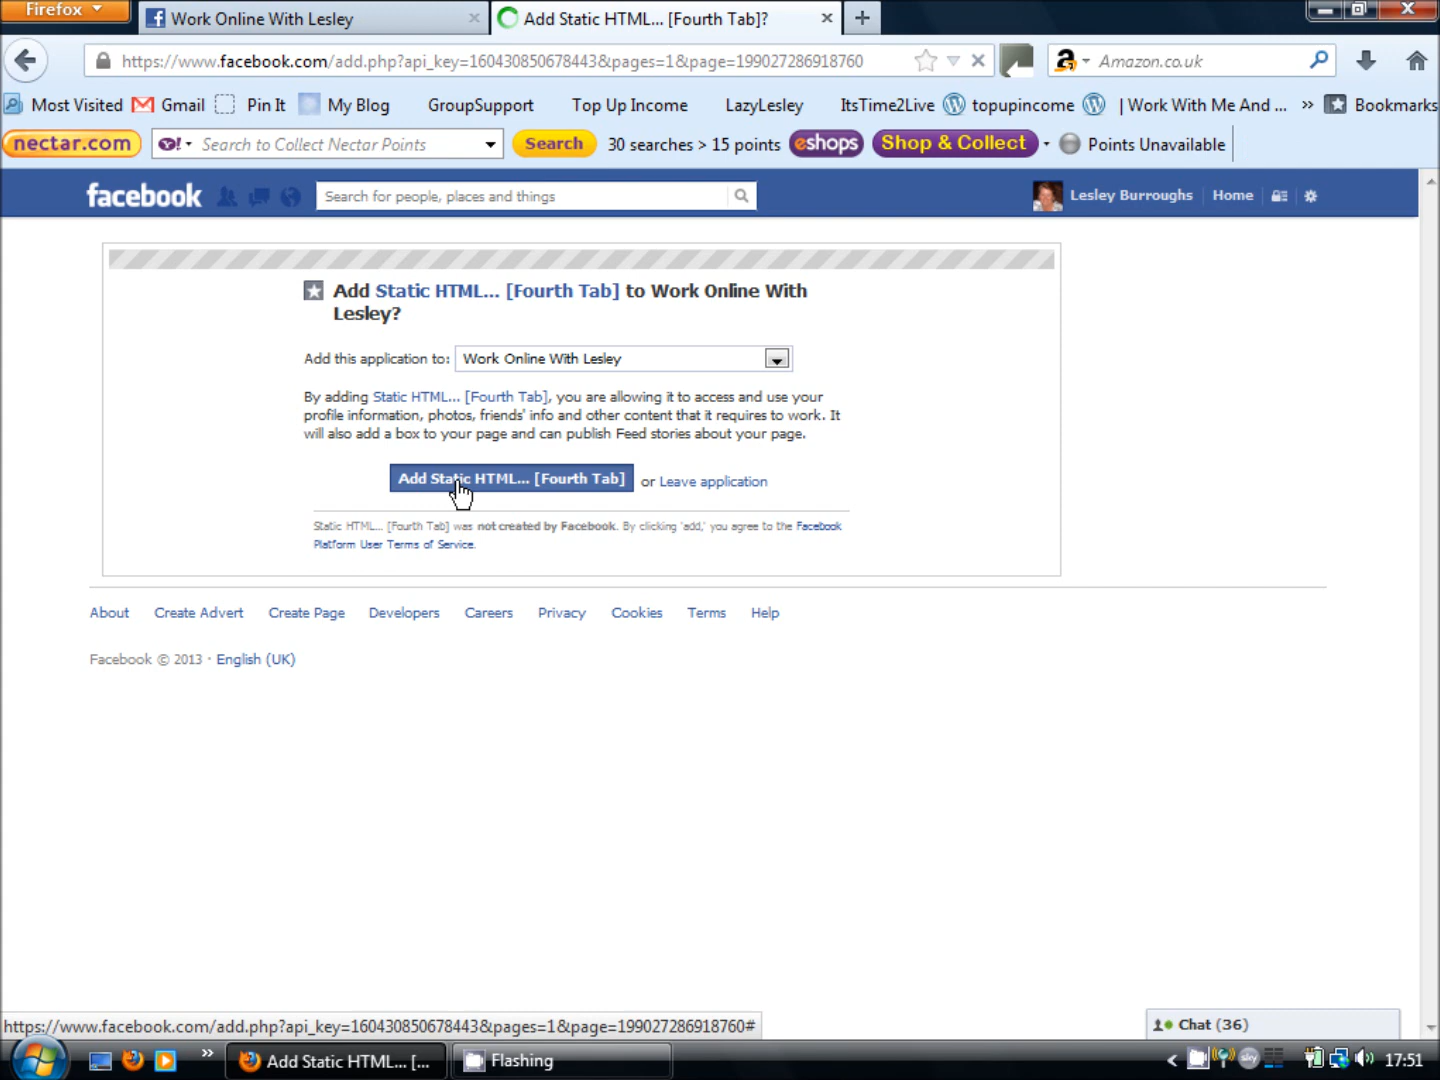 Firefox
Work Online With Lesley
Add Static HTML... [Fourth Tab]?
https://www.facebook.com/add.php?api_key=160430850678443&pages=1&page=199027286918760
Amazon.co.uk
Most Visited
Gmail
Pin It
My Blog
GroupSupport
Top Up Income
LazyLesley
ItsTime2Live
topupincome
| Work With Me And ...
»
Bookmarks
nectar.com
Y!
Search to Collect Nectar Points
Search
30 searches > 15 points
eshops
Shop & Collect
Points Unavailable
facebook
Search for people, places and things
Lesley Burroughs
Home
Add Static HTML... [Fourth Tab] to Work Online With
Lesley?
Add this application to:
Work Online With Lesley
By adding Static HTML... [Fourth Tab], you are allowing it to access and use your
profile information, photos, friends' info and other content that it requires to work. It
will also add a box to your page and can publish Feed stories about your page.
Add Static HTML... [Fourth Tab] or Leave application
Static HTML... [Fourth Tab] was not created by Facebook. By clicking 'add,' you agree to the Facebook
Platform User Terms of Service.
About
Create Advert
Create Page
Developers
Careers
Privacy
Cookies
Terms
Help
Facebook © 2013 · English (UK)
https://www.facebook.com/add.php?api_key=160430850678443&pages=1&page=199027286918760#
Chat (36)
»
Add Static HTML... [...
Flashing
sky
17:51